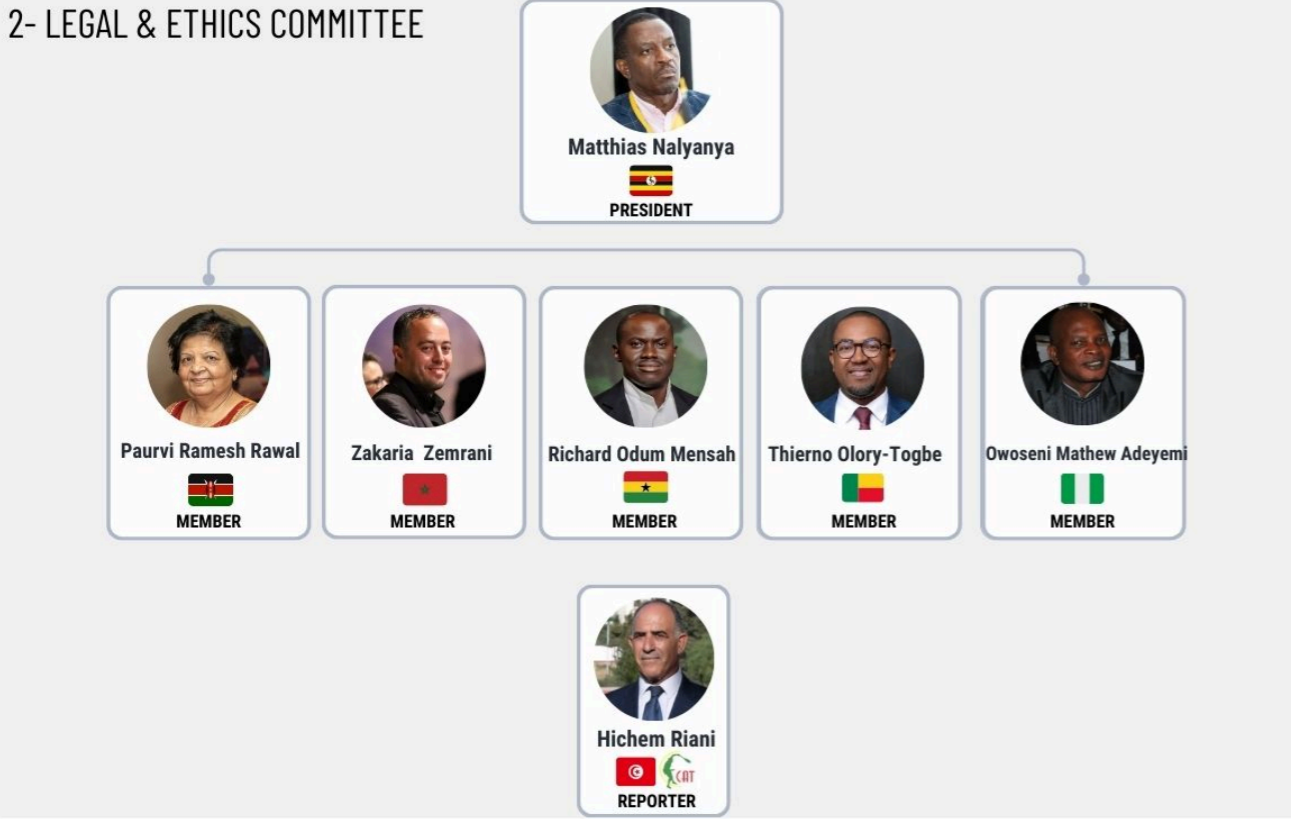 2- LEGAL & ETHICS COMMITTEE
Matthias Nalyanya
PRESIDENT
Paurvi Ramesh Rawal
MEMBER
Zakaria Zemrani
MEMBER
Richard Odum Mensah
MEMBER
Thierno Olory-Togbe
MEMBER
Owoseni Mathew Adeyemi
MEMBER
Hichem Riani
CAT
REPORTER